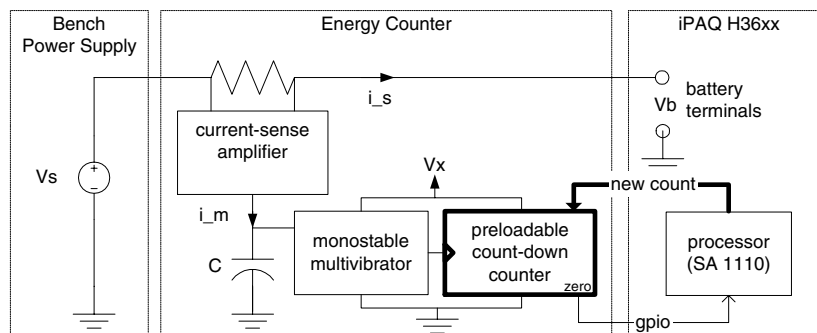 Bench
Power Supply
Energy Counter
iPAQ H36xx
i_s
battery
terminals
Vb
current-sense
amplifier
Vs
+
−
Vx
new count
i_m
monostable
multivibrator
preloadable
count-down
counter
zero
processor
(SA 1110)
C
gpio